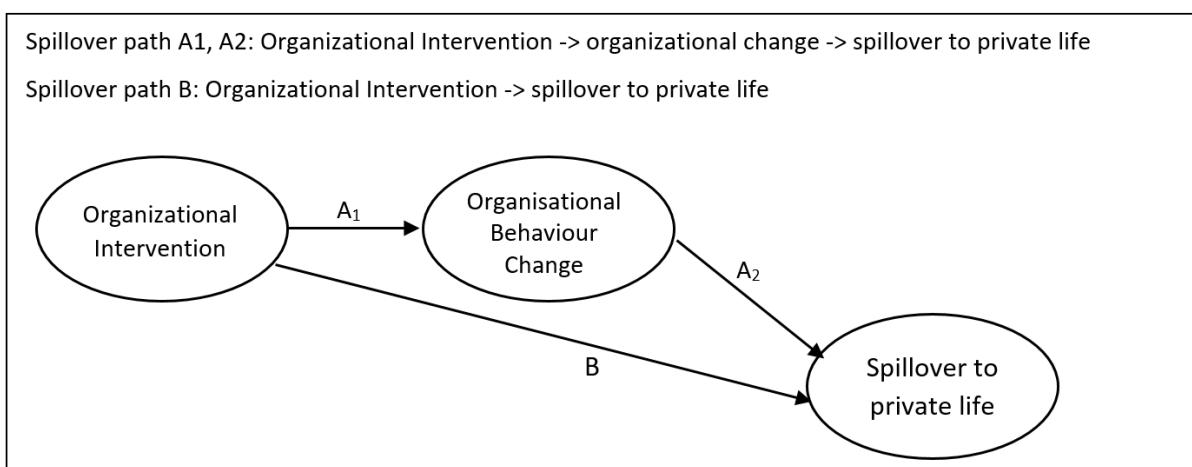 Spillover path A1, A2: Organizational Intervention -> organizational change -> spillover to private life
Spillover path B: Organizational Intervention -> spillover to private life
Organizational
Intervention
A₁
Organisational
Behaviour
Change
A₂
B
Spillover to
private life